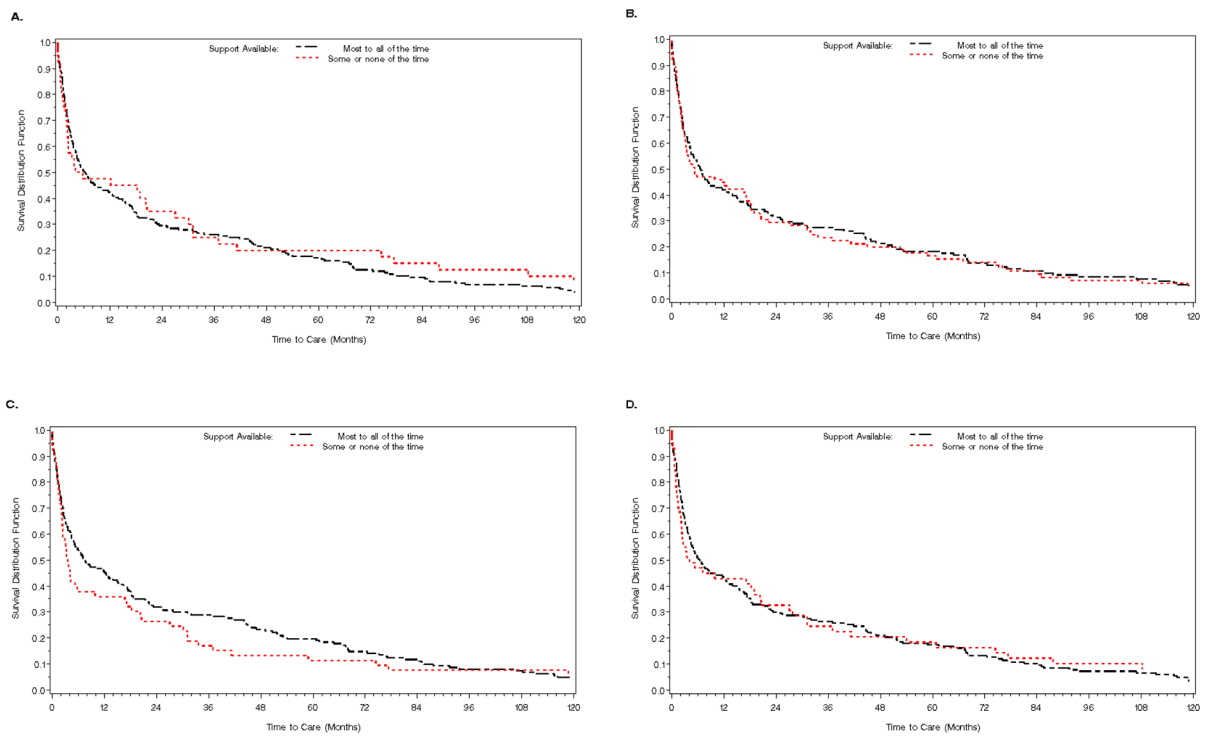 A.
Support Available: Most to all of the time
Some or none of the time
Survival Distribution Function
1.0
0.9
0.8
0.7
0.6
0.5
0.4
0.3
0.2
0.1
0.0
0 12 24 36 48 60 72 84 96 108 120
Time to Care (Months)
B.
Support Available: Most to all of the time
Some or none of the time
Survival Distribution Function
1.0
0.9
0.8
0.7
0.6
0.5
0.4
0.3
0.2
0.1
0.0
0 12 24 36 48 60 72 84 96 108 120
Time to Care (Months)
C.
Support Available: Most to all of the time
Some or none of the time
Survival Distribution Function
1.0
0.9
0.8
0.7
0.6
0.5
0.4
0.3
0.2
0.1
0.0
0 12 24 36 48 60 72 84 96 108 120
Time to Care (Months)
D.
Support Available: Most to all of the time
Some or none of the time
Survival Distribution Function
1.0
0.9
0.8
0.7
0.6
0.5
0.4
0.3
0.2
0.1
0.0
0 12 24 36 48 60 72 84 96 108 120
Time to Care (Months)